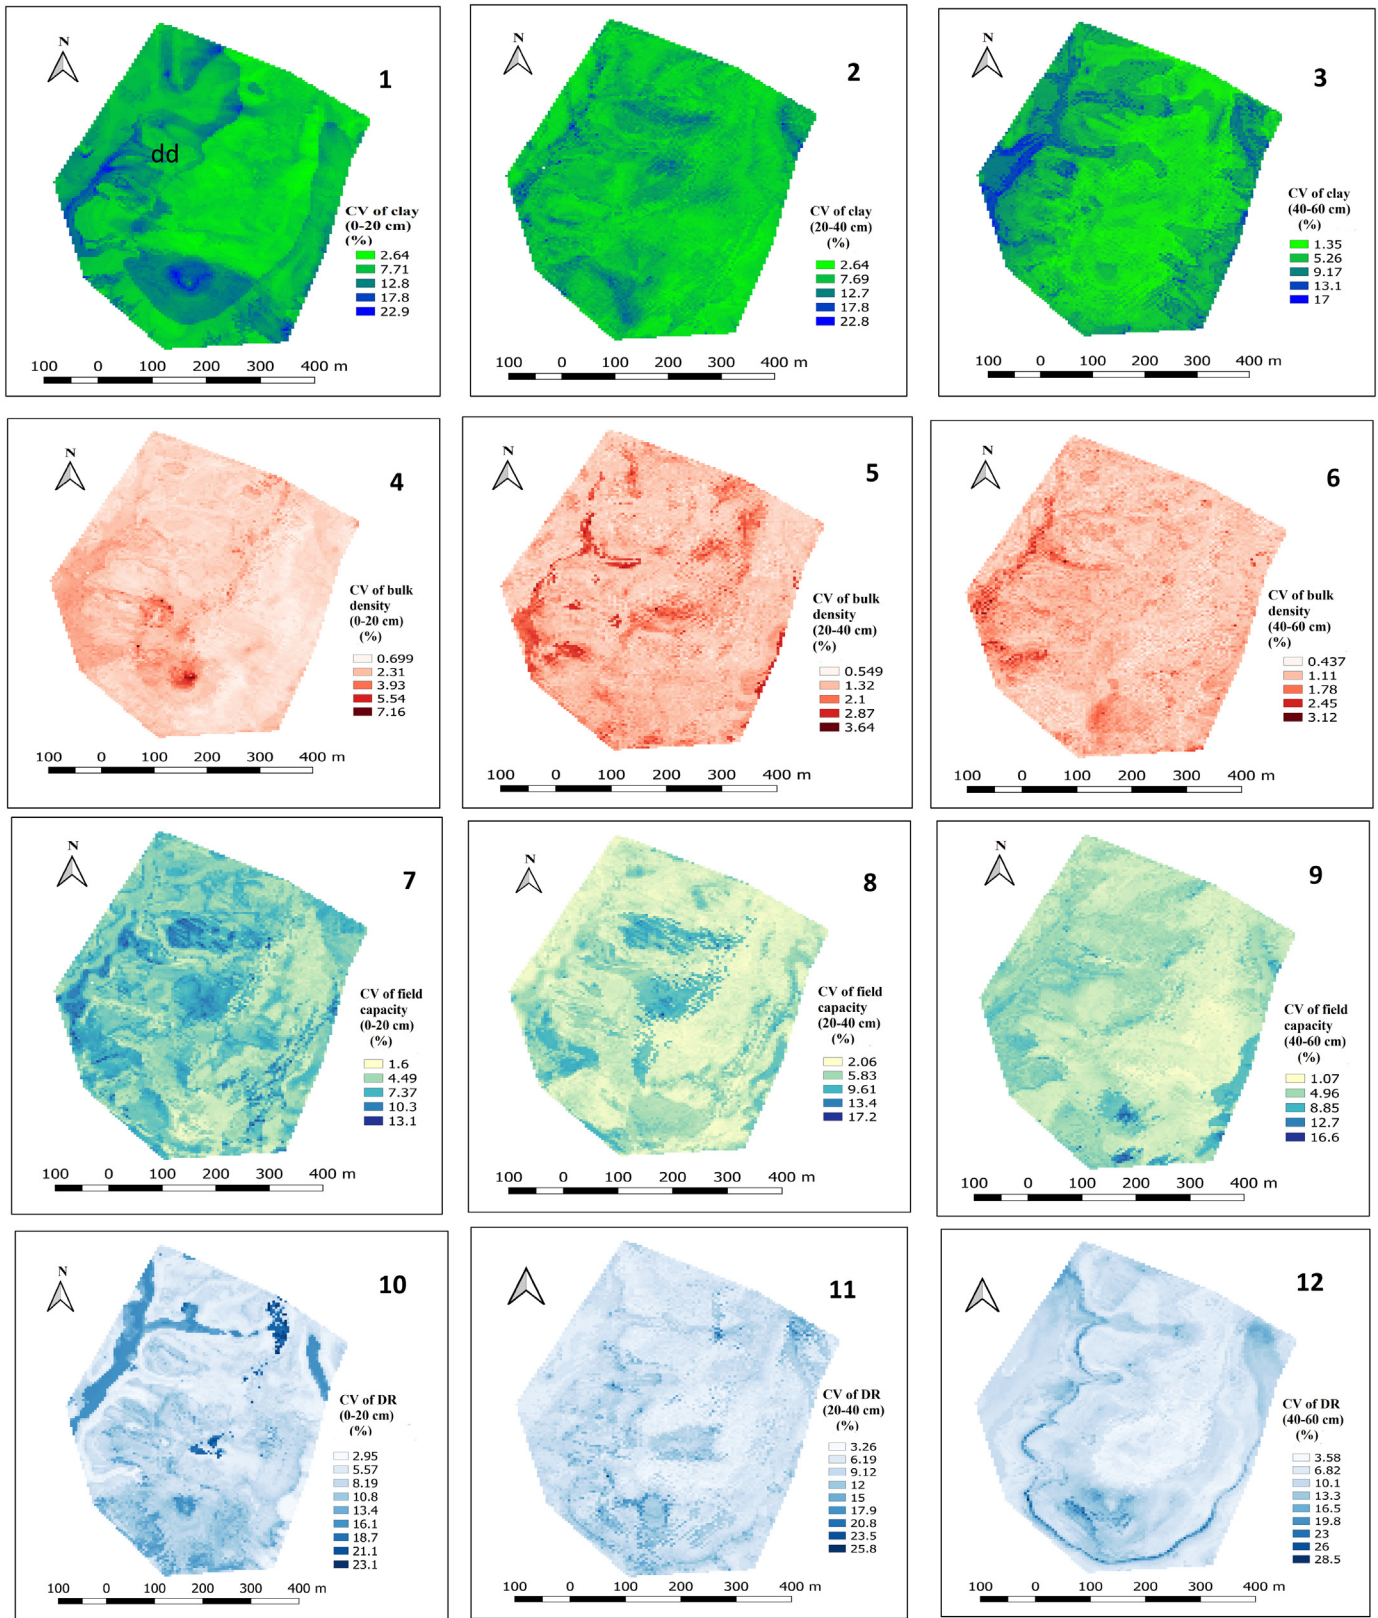 N
1
dd
CV of clay
(0-20 cm)
(%)
2.64
7.71
12.8
17.8
22.9
100 0 100 200 300 400 m
N
2
CV of clay
(20-40 cm)
(%)
2.64
7.69
12.7
17.8
22.8
100 0 100 200 300 400 m
N
3
CV of clay
(40-60 cm)
(%)
1.35
5.26
9.17
13.1
17
100 0 100 200 300 400 m
N
4
CV of bulk
density
(0-20 cm)
(%)
0.699
2.31
3.93
5.54
7.16
100 0 100 200 300 400 m
N
5
CV of bulk
density
(20-40 cm)
(%)
0.549
1.32
2.1
2.87
3.64
100 0 100 200 300 400 m
N
6
CV of bulk
density
(40-60 cm)
(%)
0.437
1.11
1.78
2.45
3.12
100 0 100 200 300 400 m
N
7
CV of field
capacity
(0-20 cm)
(%)
1.6
4.49
7.37
10.3
13.1
100 0 100 200 300 400 m
N
8
CV of field
capacity
(20-40 cm)
(%)
2.06
5.83
9.61
13.4
17.2
100 0 100 200 300 400 m
N
9
CV of field
capacity
(40-60 cm)
(%)
1.07
4.96
8.85
12.7
16.6
100 0 100 200 300 400 m
N
10
CV of DR
(0-20 cm)
(%)
2.95
5.57
8.19
10.8
13.4
16.1
18.7
21.1
23.1
100 0 100 200 300 400 m
11
CV of DR
(20-40 cm)
(%)
3.26
6.19
9.12
12
15
17.9
20.8
23.5
25.8
100 0 100 200 300 400 m
12
CV of DR
(40-60 cm)
(%)
3.58
6.82
10.1
13.3
16.5
19.8
23
26
28.5
100 0 100 200 300 400 m